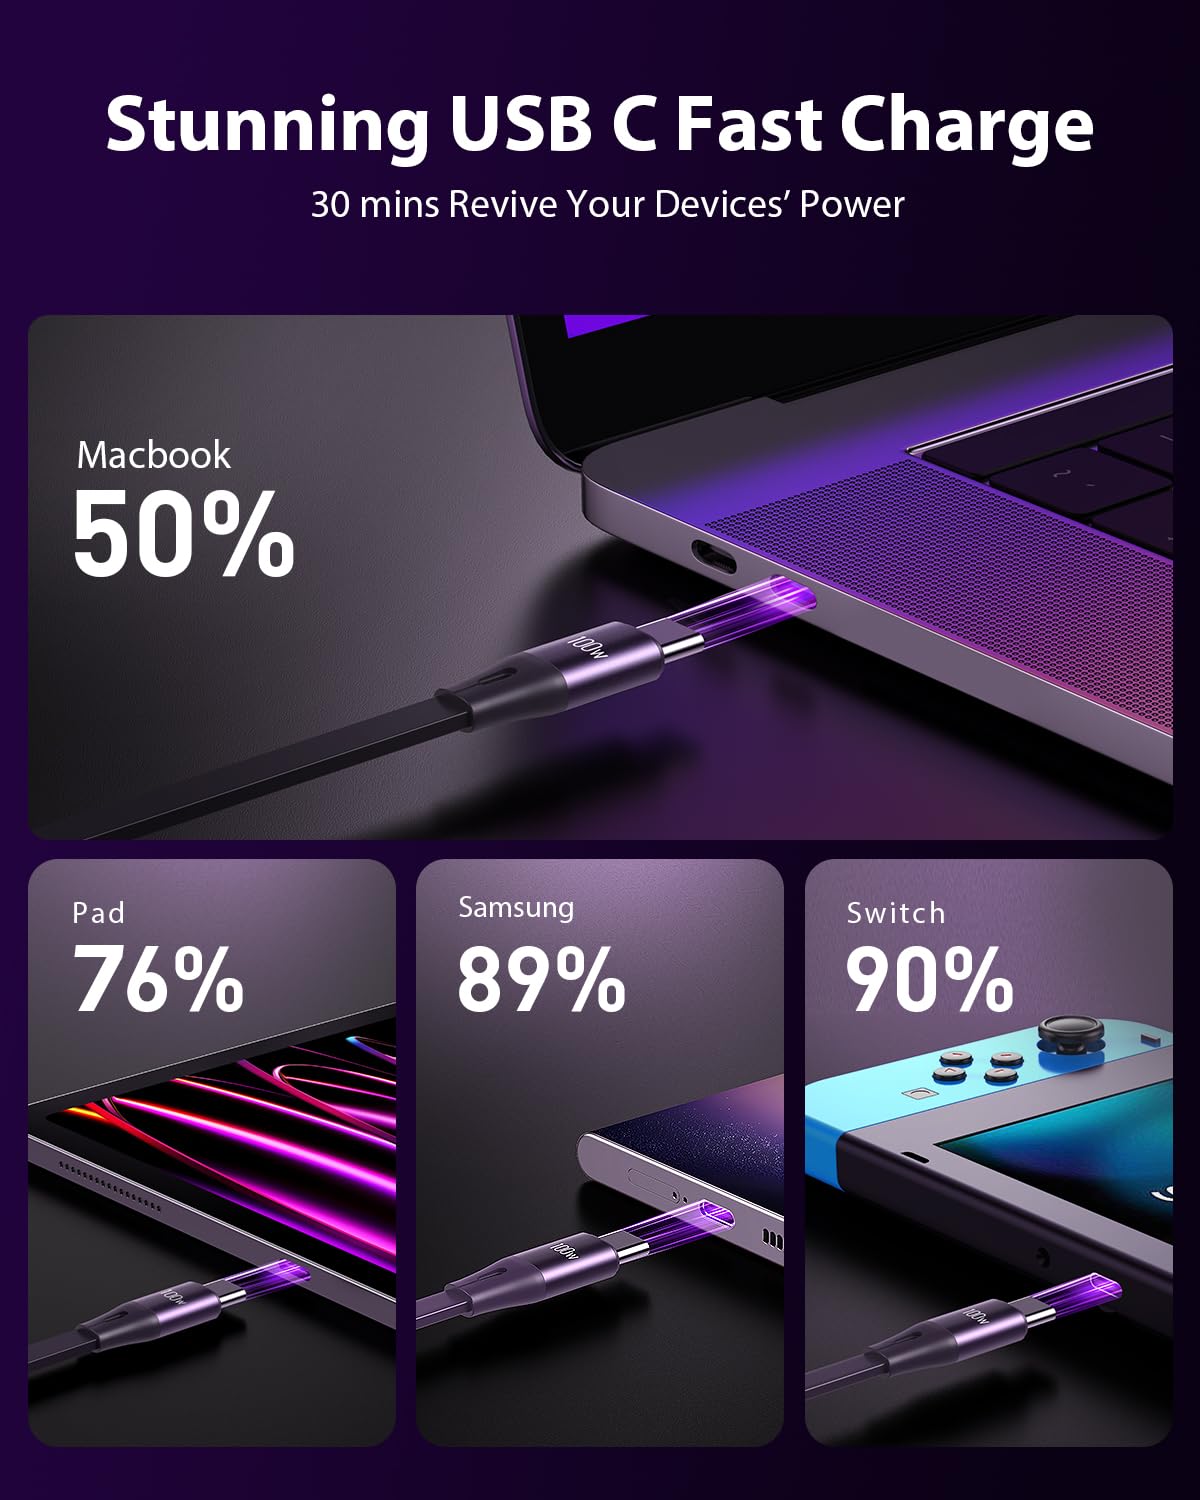 Stunning USB C Fast Charge
30 mins Revive Your Devices’ Power
Macbook
50%
100W
Pad
76%
Samsung
89%
Switch
90%
100W
100W
100W